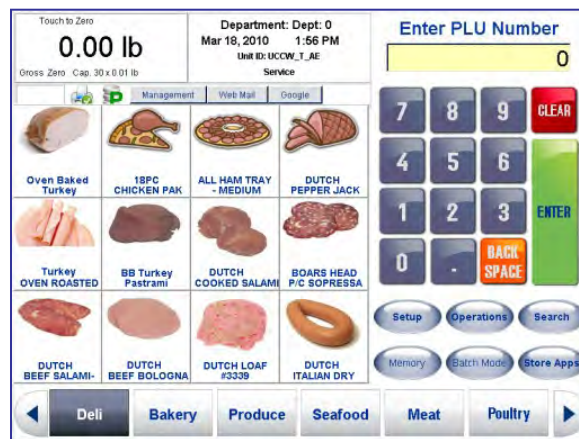 Touch to Zero
0.00 lb
Gross Zero Cap. 30 x 0.01 lb
Department: Dept: 0
Mar 18, 2010 1:56 PM
Unit ID: UCCW_T_AE
Service
Enter PLU Number
0
Management
Web Mail
Google
7
8
9
CLEAR
4
5
6
1
2
3
ENTER
0
.
BACK
SPACE
Oven Baked
Turkey
18PC
CHICKEN PAK
ALL HAM TRAY
- MEDIUM
DUTCH
PEPPER JACK
Turkey
OVEN ROASTED
BB Turkey
Pastrami
DUTCH
COOKED SALAMI
BOARS HEAD
P/C SOPRESSA
DUTCH
BEEF SALAMI-
DUTCH
BEEF BOLOGNA
DUTCH LOAF
#3339
DUTCH
ITALIAN DRY
Setup
Operations
Search
Memory
Batch Mode
Store Apps
Deli
Bakery
Produce
Seafood
Meat
Poultry